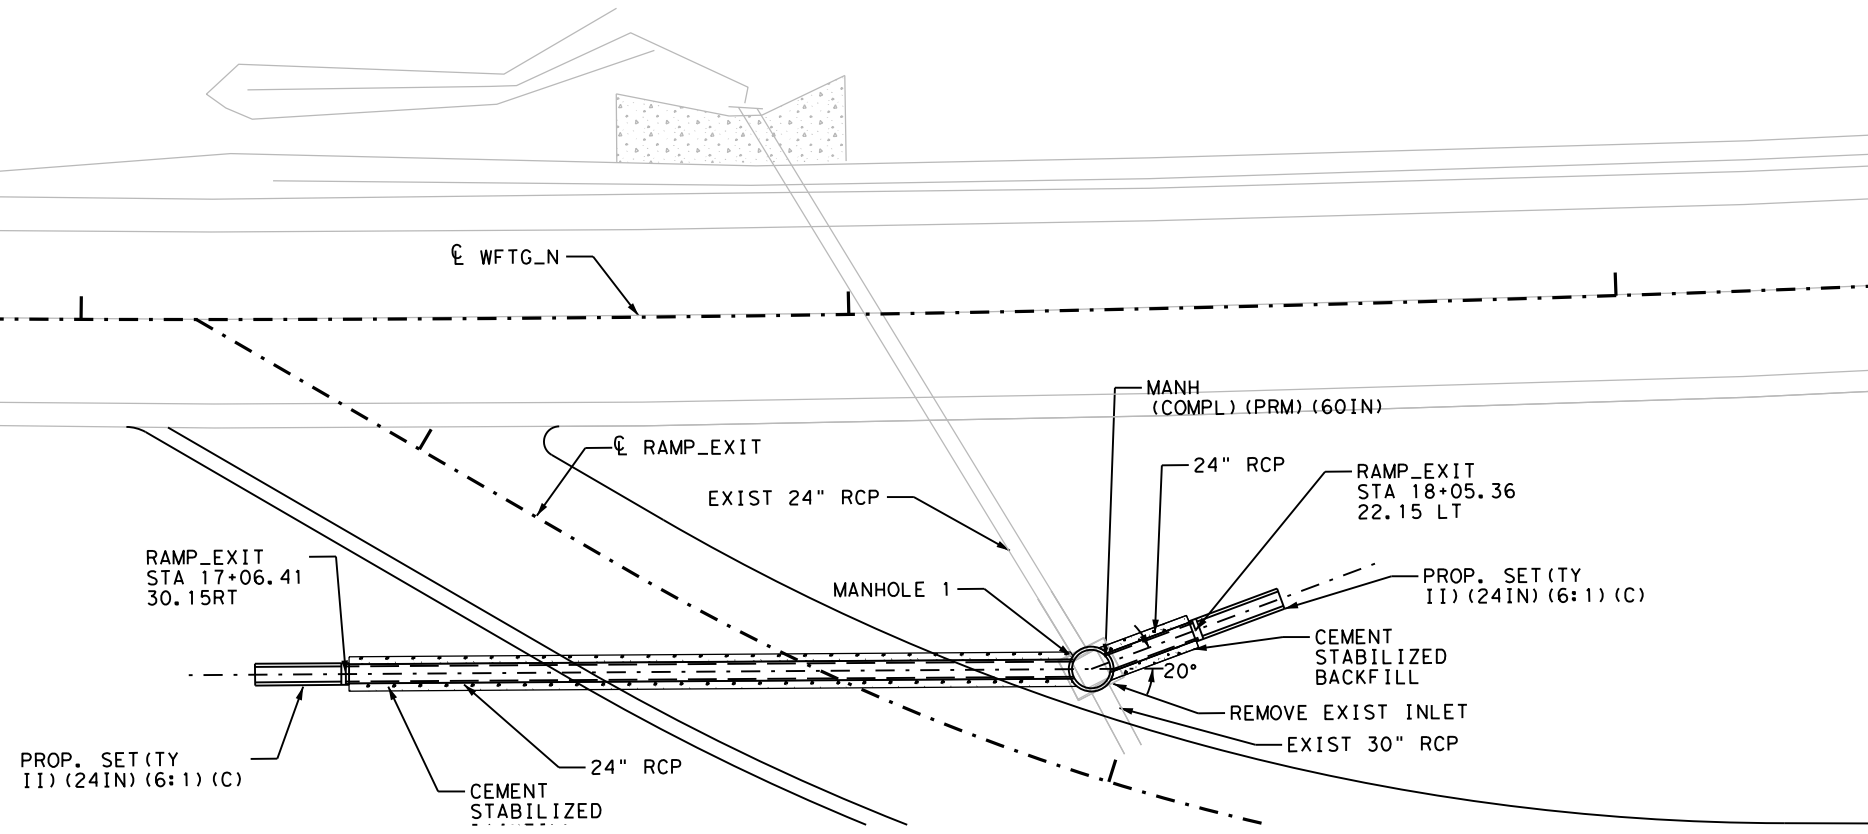 ℄ WFTG_N
MANH
(COMPL)(PRM)(60IN)
℄ RAMP_EXIT
24" RCP
RAMP_EXIT
STA 18+05.36
22.15 LT
EXIST 24" RCP
RAMP_EXIT
STA 17+06.41
30.15RT
MANHOLE 1
PROP. SET(TY
II)(24IN)(6:1)(C)
CEMENT
STABILIZED
BACKFILL
20°
REMOVE EXIST INLET
EXIST 30" RCP
PROP. SET(TY
II)(24IN)(6:1)(C)
24" RCP
CEMENT
STABILIZED